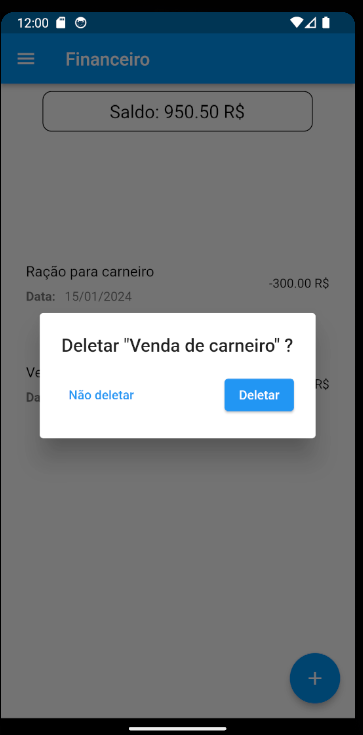 12:00
Financeiro
Saldo: 950.50 R$
Ração para carneiro
-300.00 R$
Data: 15/01/2024
Deletar "Venda de carneiro" ?
Ve
Da
R$
Não deletar
Deletar